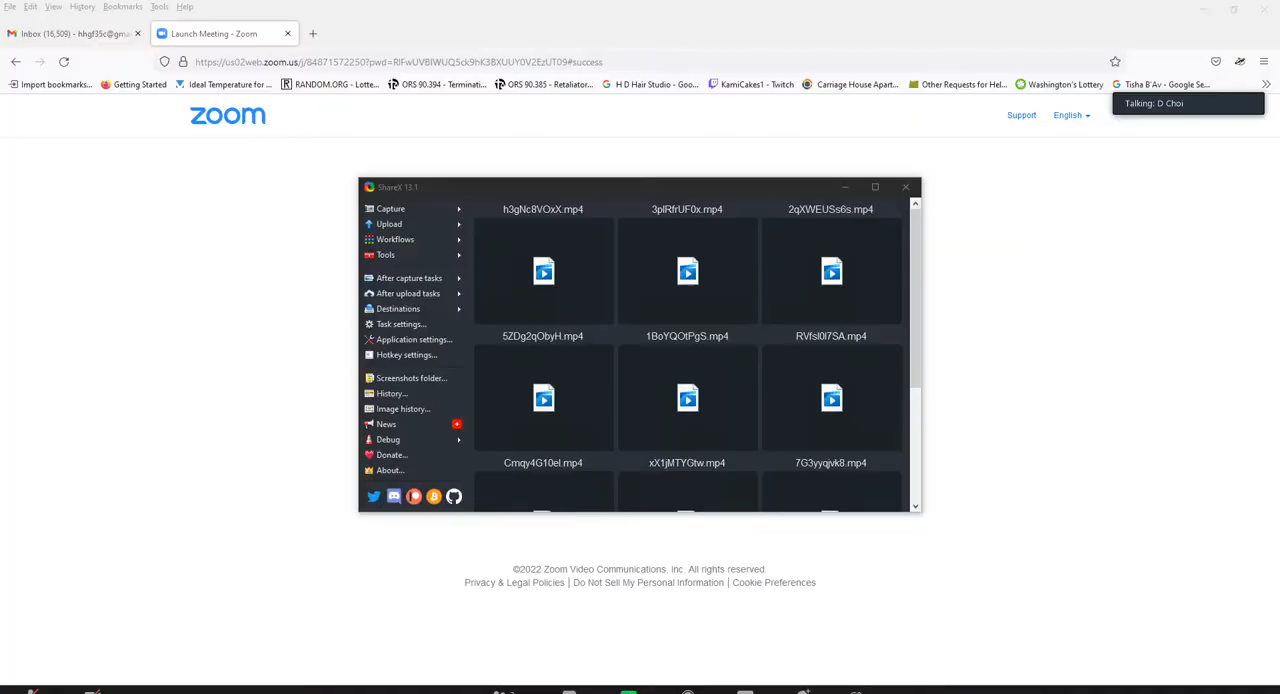 File Edit View History Bookmarks Tools Help
Inbox (16,509) - hhgf35c@gma
Launch Meeting - Zoom
https://us02web.zoom.us/j/84871572250?pwd=RlFwUVBIWUQ5ck9hK3BXUUY0V2EzUT09#success
Import bookmarks... Getting Started Ideal Temperature for ... RANDOM.ORG - Lotte... ORS 90.394 - Terminati... ORS 90.385 - Retaliator... H D Hair Studio - Goo... KamiCakes1 - Twitch Carriage House Apart... Other Requests for Hel... Washington's Lottery Tisha B'Av - Google Se...
Talking: D Choi
zoom
Support English
ShareX 13.1
Capture
Upload
Workflows
Tools
After capture tasks
After upload tasks
Destinations
Task settings...
Application settings...
Hotkey settings...
Screenshots folder...
History...
Image history...
News
Debug
Donate...
About...
h3gNc8VOxX.mp4 3plRfrUF0x.mp4 2qXWEUSs6s.mp4
5ZDg2qObyH.mp4 1BoYQOtPgS.mp4 RVfsl0l7SA.mp4
Cmqy4G10el.mp4 xX1jMTYGtw.mp4 7G3yyqjvk8.mp4
©2022 Zoom Video Communications, Inc. All rights reserved
Privacy & Legal Policies | Do Not Sell My Personal Information | Cookie Preferences